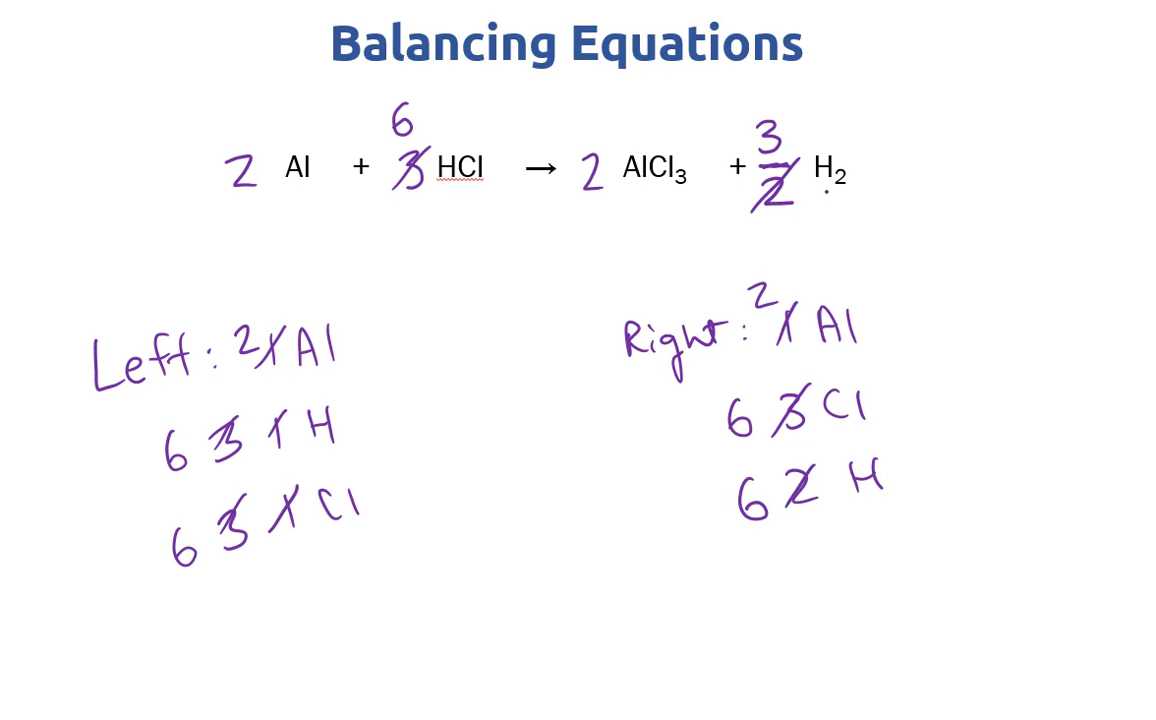 Balancing Equations
6 3
2 Al + 3 HCl → 2 AlCl₃ + 2 H₂
Left: 2 1 Al
Right: 2 1 Al
6 3 1 H
6 3 Cl
6 3 1 Cl
6 2 H